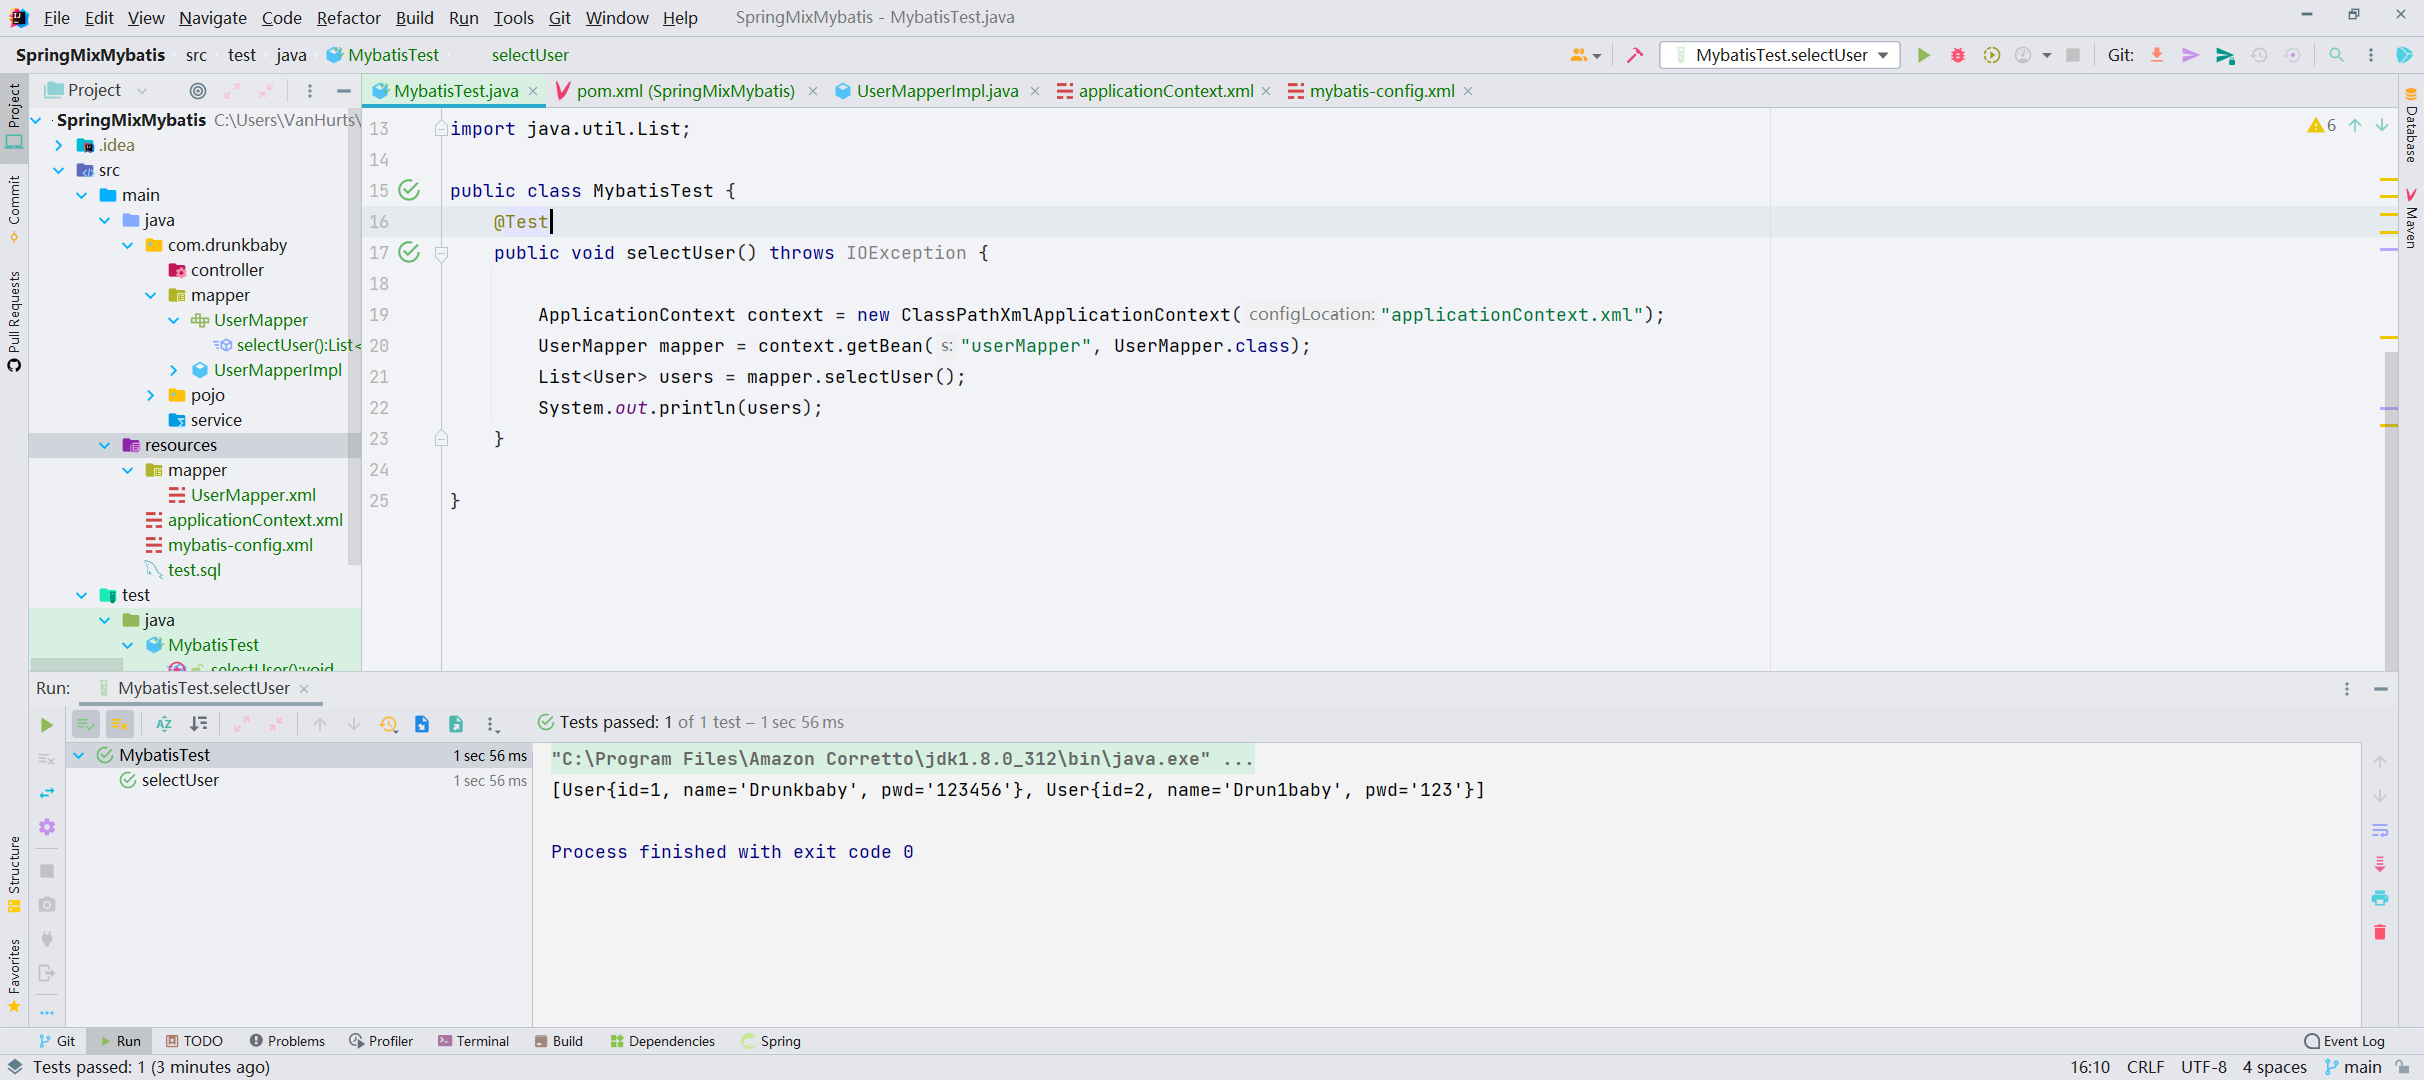 File Edit View Navigate Code Refactor Build Run Tools Git Window Help SpringMixMybatis - MybatisTest.java
SpringMixMybatis src test java MybatisTest selectUser
MybatisTest.selectUser Git:
Project
MybatisTest.java pom.xml (SpringMixMybatis) UserMapperImpl.java applicationContext.xml mybatis-config.xml
Project
Commit
Pull Requests
Structure
Favorites
SpringMixMybatis C:\Users\VanHurts\
.idea
src
main
java
com.drunkbaby
controller
mapper
UserMapper
selectUser():List<
UserMapperImpl
pojo
service
resources
mapper
UserMapper.xml
applicationContext.xml
mybatis-config.xml
test.sql
test
java
MybatisTest
selectUser():void
13 import java.util.List;
14
15 public class MybatisTest {
16 @Test
17 public void selectUser() throws IOException {
18
19 ApplicationContext context = new ClassPathXmlApplicationContext( configLocation: "applicationContext.xml");
20 UserMapper mapper = context.getBean( s: "userMapper", UserMapper.class);
21 List<User> users = mapper.selectUser();
22 System.out.println(users);
23 }
24
25 }
6
Database
Maven
Run: MybatisTest.selectUser
Tests passed: 1 of 1 test – 1 sec 56 ms
MybatisTest 1 sec 56 ms
selectUser 1 sec 56 ms
"C:\Program Files\Amazon Corretto\jdk1.8.0_312\bin\java.exe" ...
[User{id=1, name='Drunkbaby', pwd='123456'}, User{id=2, name='Drun1baby', pwd='123'}]
Process finished with exit code 0
Git Run TODO Problems Profiler Terminal Build Dependencies Spring Event Log
Tests passed: 1 (3 minutes ago) 16:10 CRLF UTF-8 4 spaces main